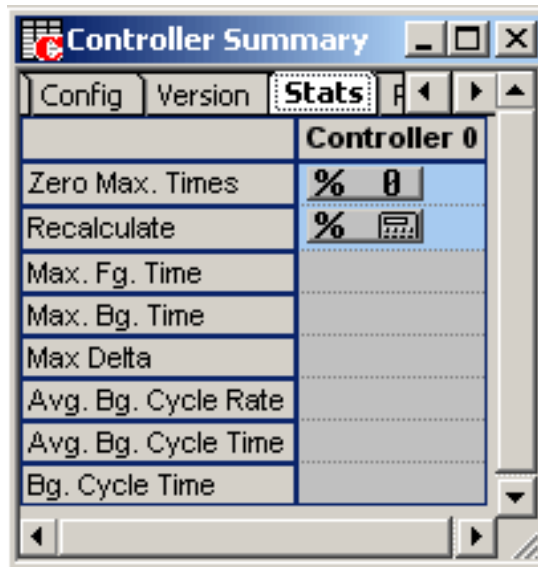 Controller Summary
Config Version Stats
Controller 0
Zero Max. Times % 0
Recalculate %
Max. Fg. Time
Max. Bg. Time
Max Delta
Avg. Bg. Cycle Rate
Avg. Bg. Cycle Time
Bg. Cycle Time